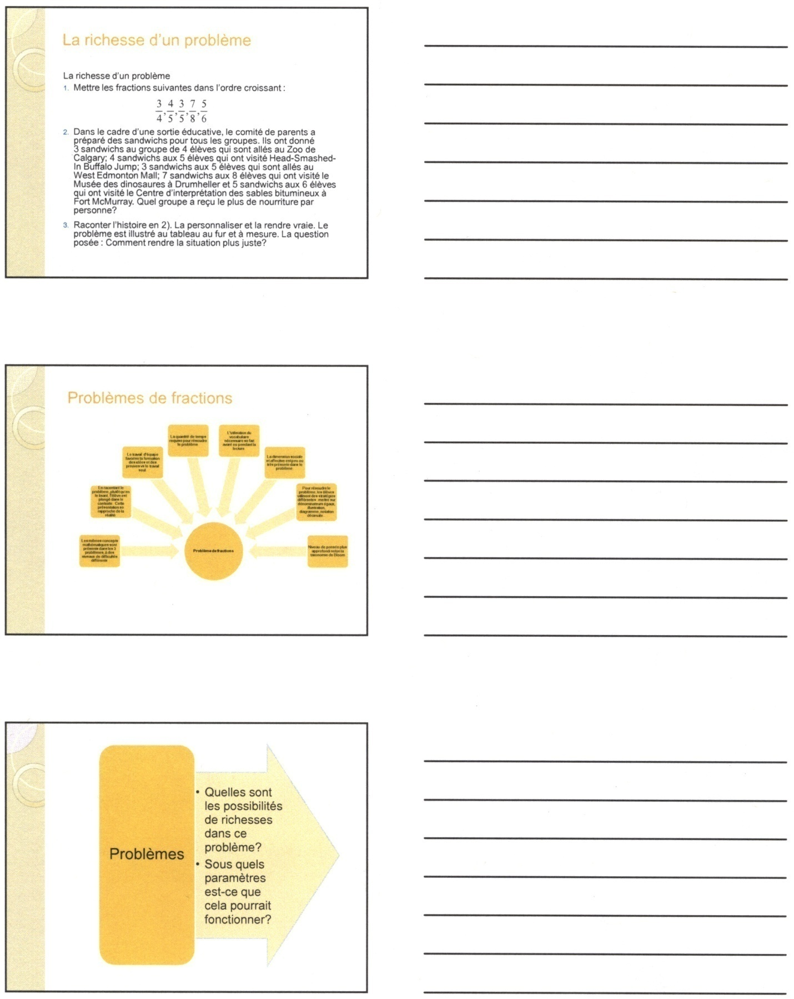 La richesse d'un problème
La richesse d'un problème
1. Mettre les fractions suivantes dans l'ordre croissant :
3/4, 4/5, 3/5, 7/8, 5/6
2. Dans le cadre d'une sortie éducative, le comité de parents a
préparé des sandwichs pour tous les groupes. Ils ont donné
3 sandwichs au groupe de 4 élèves qui sont allés au Zoo de
Calgary; 4 sandwichs aux 5 élèves qui ont visité Head-Smashed-
In Buffalo Jump; 3 sandwichs aux 5 élèves qui sont allés au
West Edmonton Mall; 7 sandwichs aux 8 élèves qui ont visité le
Musée des dinosaures à Drumheller et 5 sandwichs aux 6 élèves
qui ont visité le Centre d'interprétation des sables bitumineux à
Fort McMurray. Quel groupe a reçu le plus de nourriture par
personne?
3. Raconter l'histoire en 2). La personnaliser et la rendre vraie. Le
problème est illustré au tableau au fur et à mesure. La question
posée : Comment rendre la situation plus juste?
Problèmes de fractions
Les mêmes concepts
mathématiques sont
présents dans les 3
problèmes, à des
niveaux de difficultés
différents
En racontant le
problème, plutôt qu'en
le lisant, l'élève est
plongé dans le
contexte. Cette
présentation se
rapproche de la
réalité
Le travail d'équipe
favorise la formation
des idées et des
preuves vs le travail
seul
La quantité de temps
requise pour résoudre
le problème
L'utilisation du
vocabulaire
nécessaire se fait
avant ou pendant la
lecture
La dimension sociale
et affective est peu ou
très présente dans le
problème
Pour résoudre le
problème, les élèves
utilisent des stratégies
différentes : mettre sur
dénominateurs égaux,
illustration,
diagramme, notation
décimale
Niveau de pensée plus
approfondi selon la
taxonomie de Bloom
Problème de fractions
Problèmes
• Quelles sont
les possibilités
de richesses
dans ce
problème?
• Sous quels
paramètres
est-ce que
cela pourrait
fonctionner?